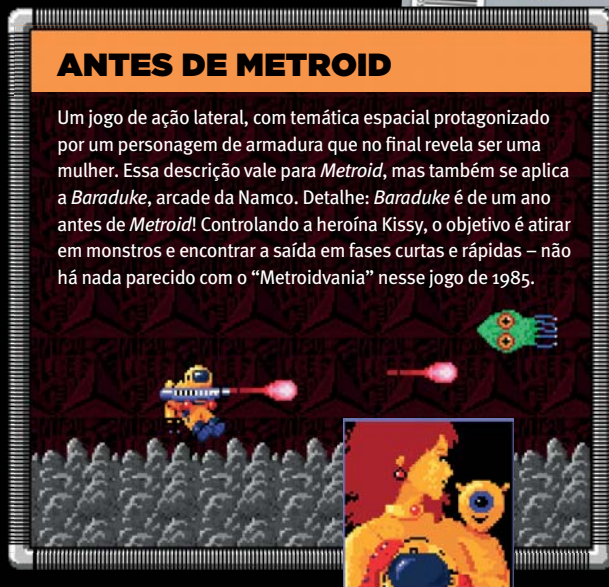 ANTES DE METROID
Um jogo de ação lateral, com temática espacial protagonizado
por um personagem de armadura que no final revela ser uma
mulher. Essa descrição vale para Metroid, mas também se aplica
a Baraduke, arcade da Namco. Detalhe: Baraduke é de um ano
antes de Metroid! Controlando a heroína Kissy, o objetivo é atirar
em monstros e encontrar a saída em fases curtas e rápidas – não
há nada parecido com o “Metroidvania” nesse jogo de 1985.